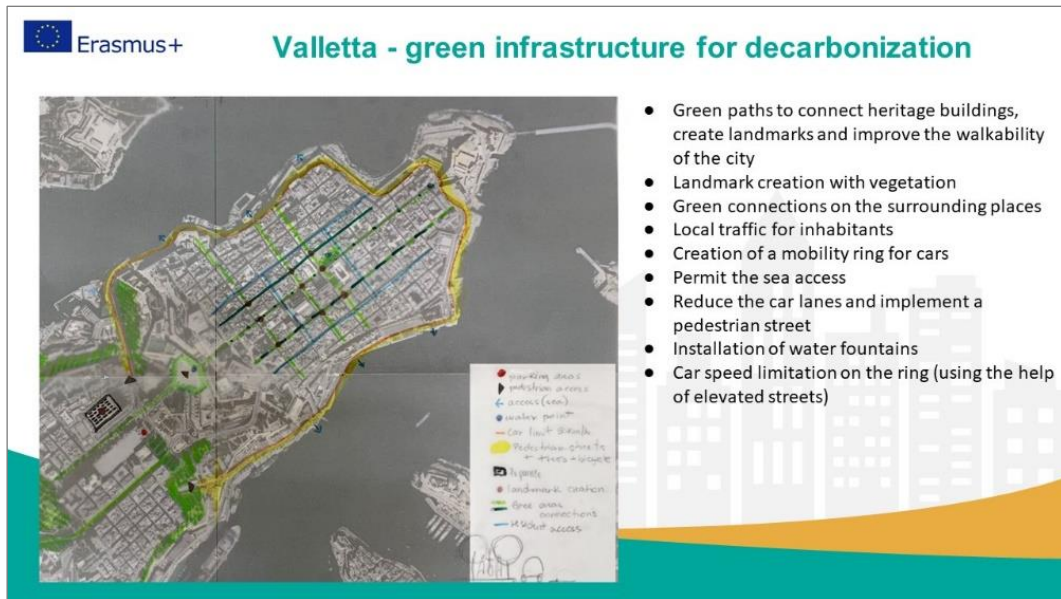 Erasmus+
Valletta - green infrastructure for decarbonization
● Green paths to connect heritage buildings,
create landmarks and improve the walkability
of the city
● Landmark creation with vegetation
● Green connections on the surrounding places
● Local traffic for inhabitants
● Creation of a mobility ring for cars
● Permit the sea access
● Reduce the car lanes and implement a
pedestrian street
● Installation of water fountains
● Car speed limitation on the ring (using the help
of elevated streets)
parking areas
pedestrian access
access (sea)
water point
car limit
Pedestrian
+ trees + bicycle
landmark
areas
connections
access